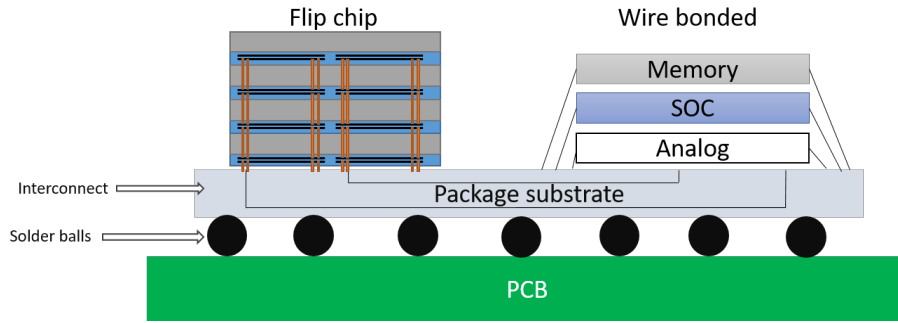 Flip chip
Wire bonded
Memory
SOC
Analog
Interconnect
Package substrate
Solder balls
PCB